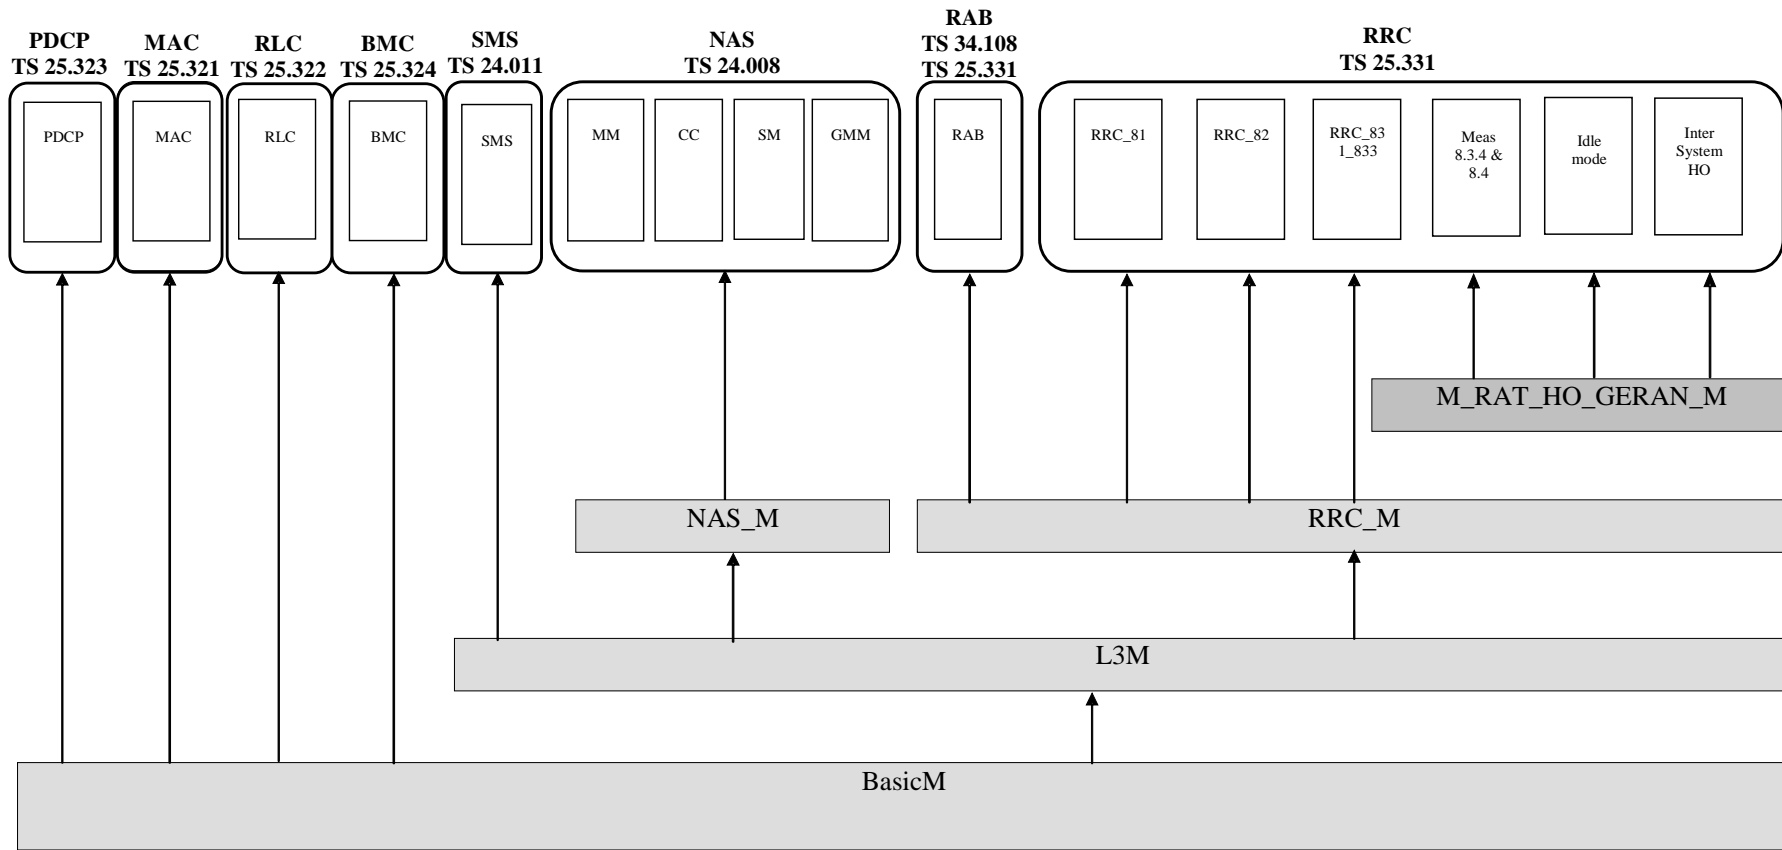 PDCP
TS 25.323
MAC
TS 25.321
RLC
TS 25.322
BMC
TS 25.324
SMS
TS 24.011
NAS
TS 24.008
RAB
TS 34.108
TS 25.331
RRC
TS 25.331
PDCP
MAC
RLC
BMC
SMS
MM
CC
SM
GMM
RAB
RRC_81
RRC_82
RRC_83
1_833
Meas
8.3.4 &
8.4
Idle
mode
Inter
System
HO
M_RAT_HO_GERAN_M
NAS_M
RRC_M
L3M
BasicM